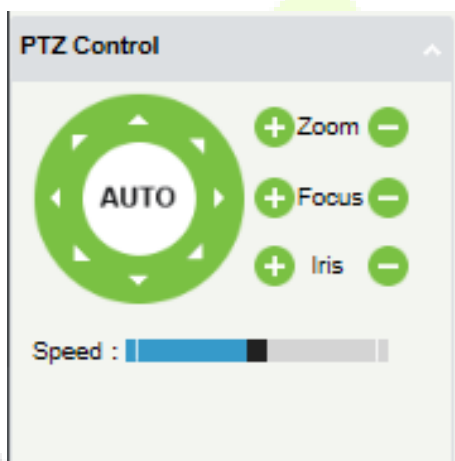 PTZ Control
Zoom
AUTO
Focus
Iris
Speed :